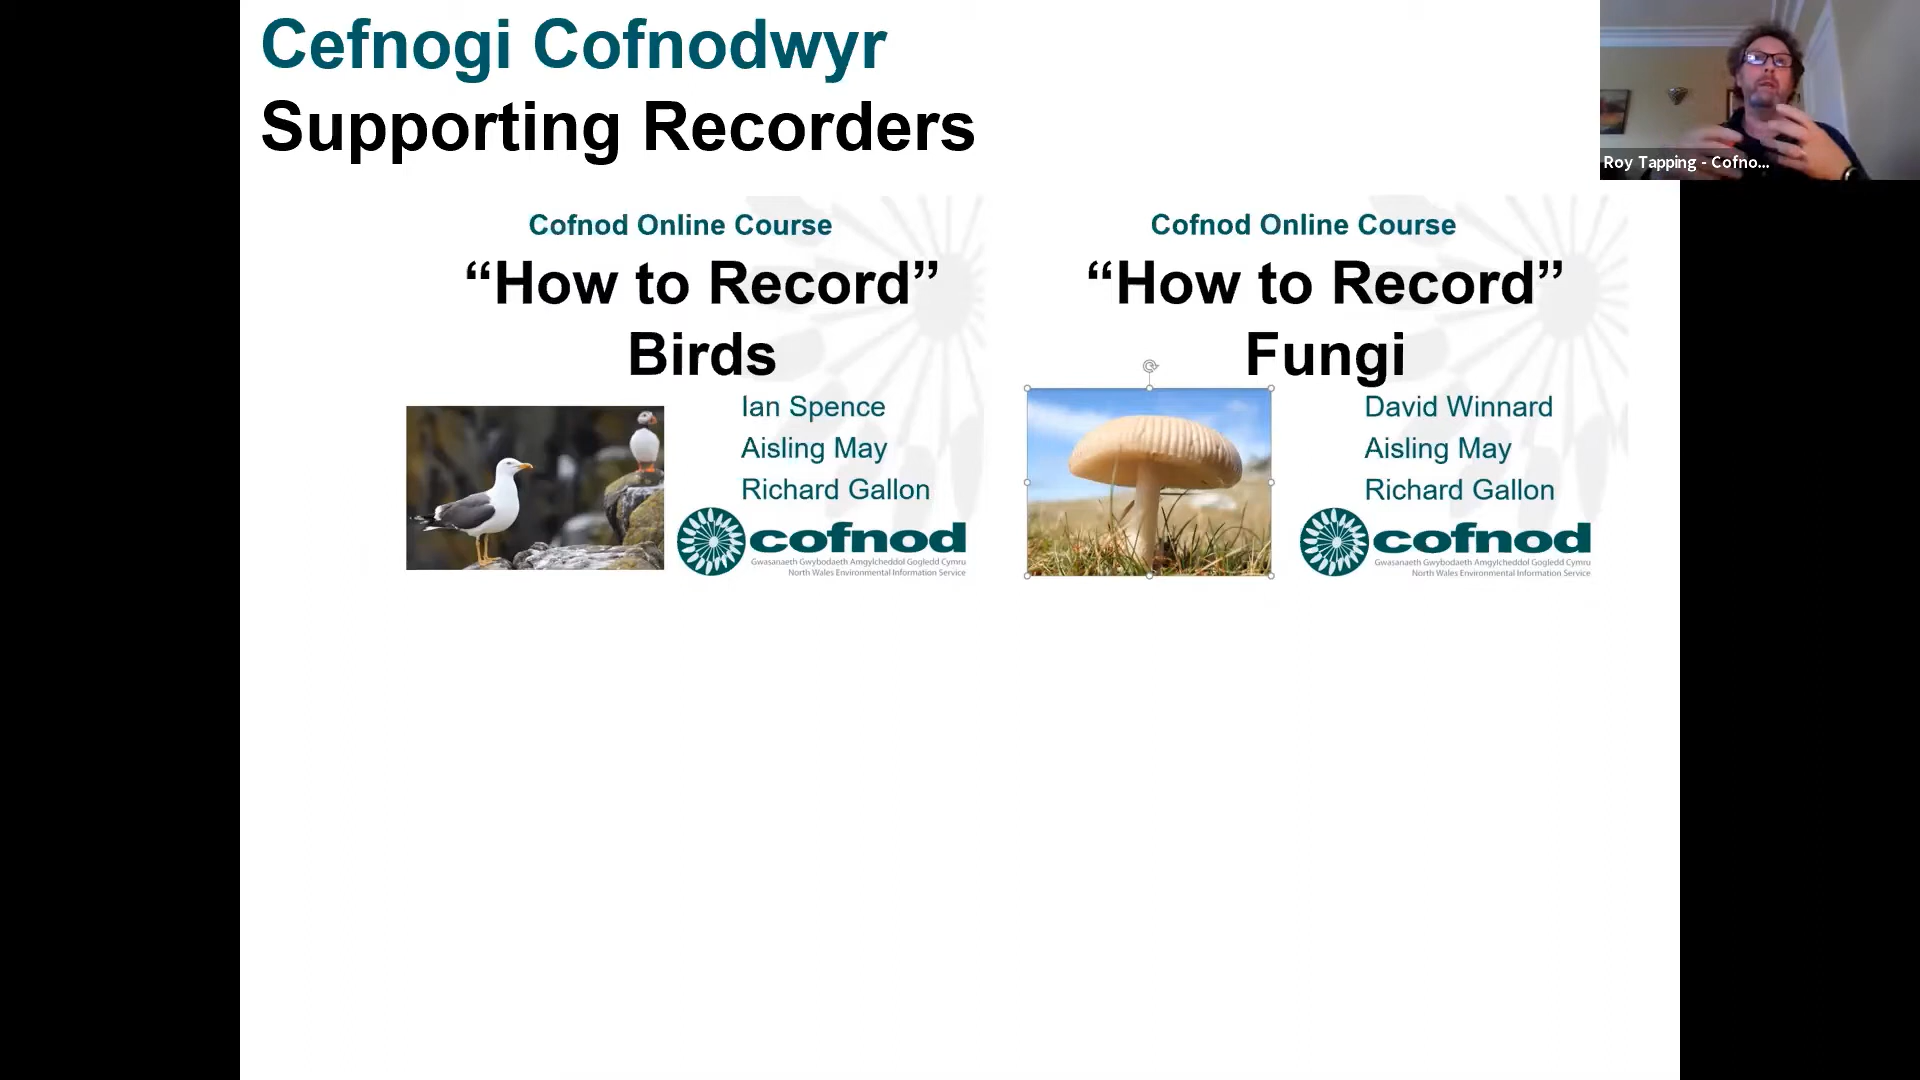 Cefnogi Cofnodwyr
Supporting Recorders
Roy Tapping - Cofno...
Cofnod Online Course
“How to Record”
Birds
Ian Spence
Aisling May
Richard Gallon
cofnod
Gwasanaeth Gwybodaeth Amgylcheddol Gogledd Cymru
North Wales Environmental Information Service
Cofnod Online Course
“How to Record”
Fungi
David Winnard
Aisling May
Richard Gallon
cofnod
Gwasanaeth Gwybodaeth Amgylcheddol Gogledd Cymru
North Wales Environmental Information Service